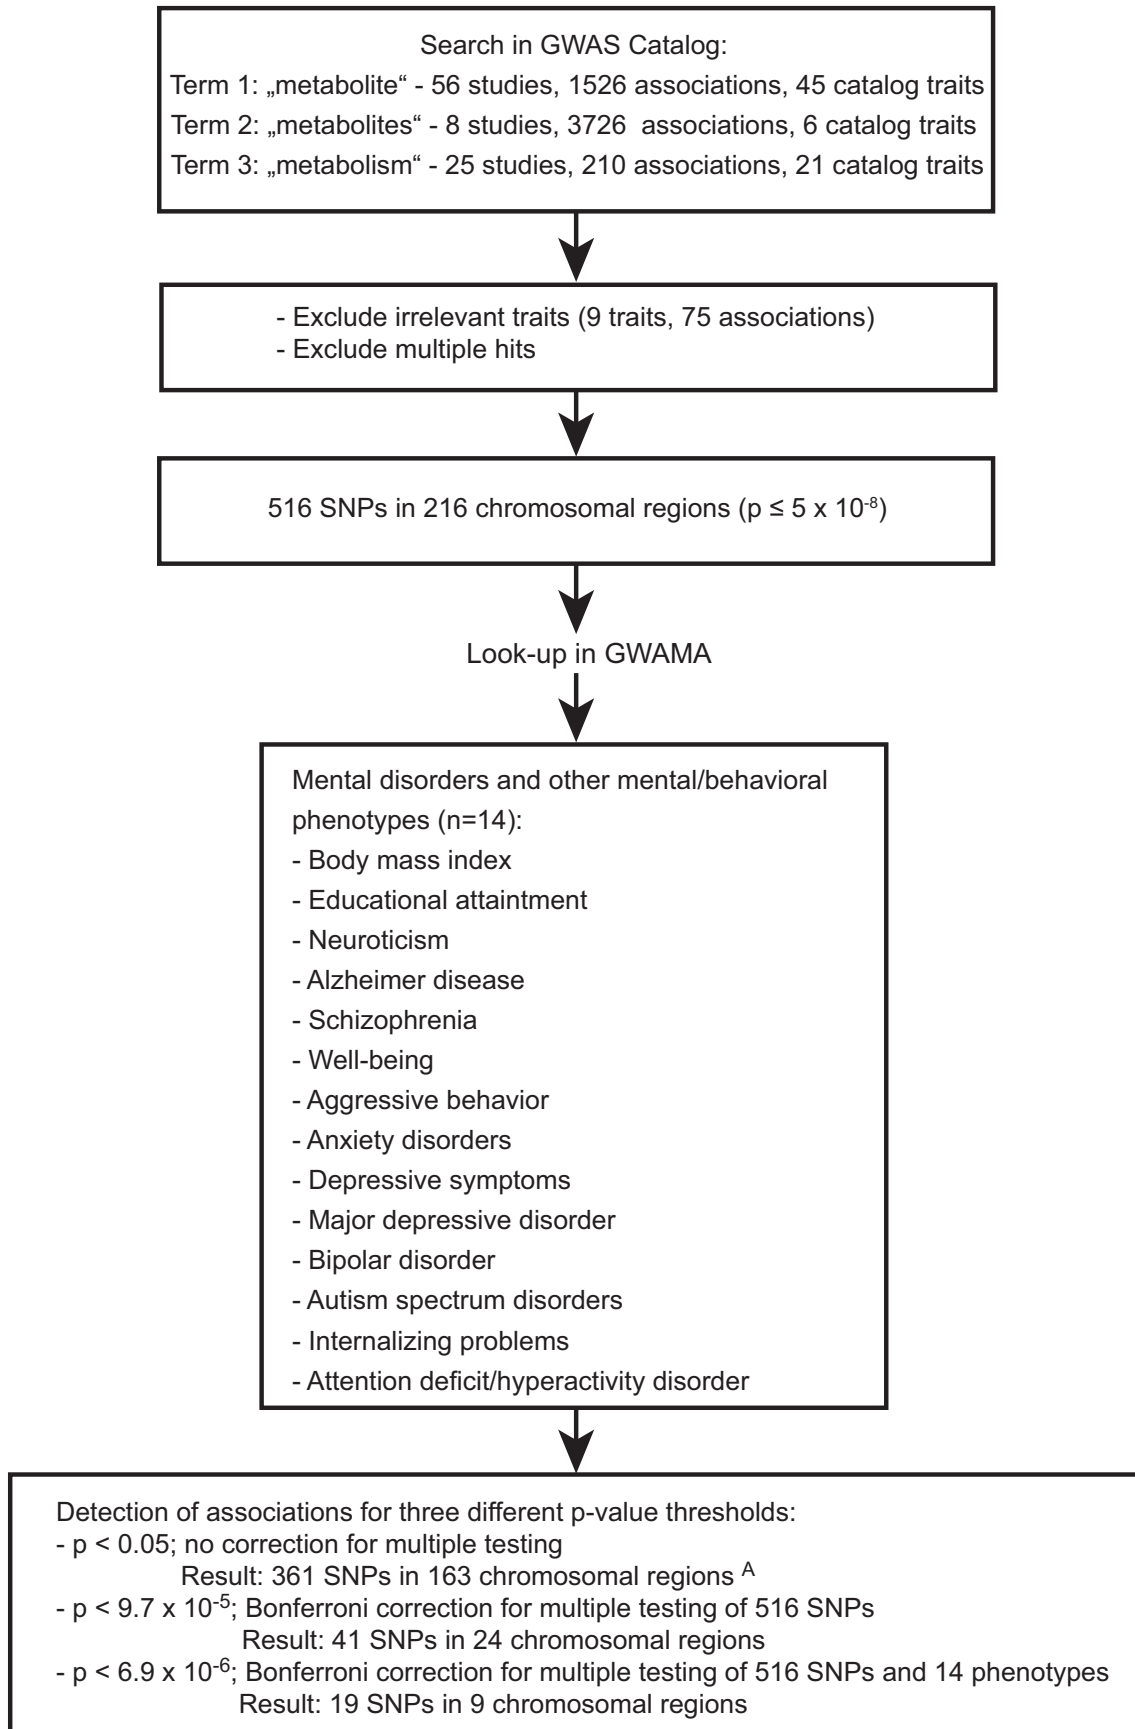 Search in GWAS Catalog:
Term 1: „metabolite“ - 56 studies, 1526 associations, 45 catalog traits
Term 2: „metabolites“ - 8 studies, 3726 associations, 6 catalog traits
Term 3: „metabolism“ - 25 studies, 210 associations, 21 catalog traits
- Exclude irrelevant traits (9 traits, 75 associations)
- Exclude multiple hits
516 SNPs in 216 chromosomal regions (p ≤ 5 x 10⁻⁸)
Look-up in GWAMA
Mental disorders and other mental/behavioral
phenotypes (n=14):
- Body mass index
- Educational attaintment
- Neuroticism
- Alzheimer disease
- Schizophrenia
- Well-being
- Aggressive behavior
- Anxiety disorders
- Depressive symptoms
- Major depressive disorder
- Bipolar disorder
- Autism spectrum disorders
- Internalizing problems
- Attention deficit/hyperactivity disorder
Detection of associations for three different p-value thresholds:
- p < 0.05; no correction for multiple testing
Result: 361 SNPs in 163 chromosomal regions ᴬ
- p < 9.7 x 10⁻⁵; Bonferroni correction for multiple testing of 516 SNPs
Result: 41 SNPs in 24 chromosomal regions
- p < 6.9 x 10⁻⁶; Bonferroni correction for multiple testing of 516 SNPs and 14 phenotypes
Result: 19 SNPs in 9 chromosomal regions